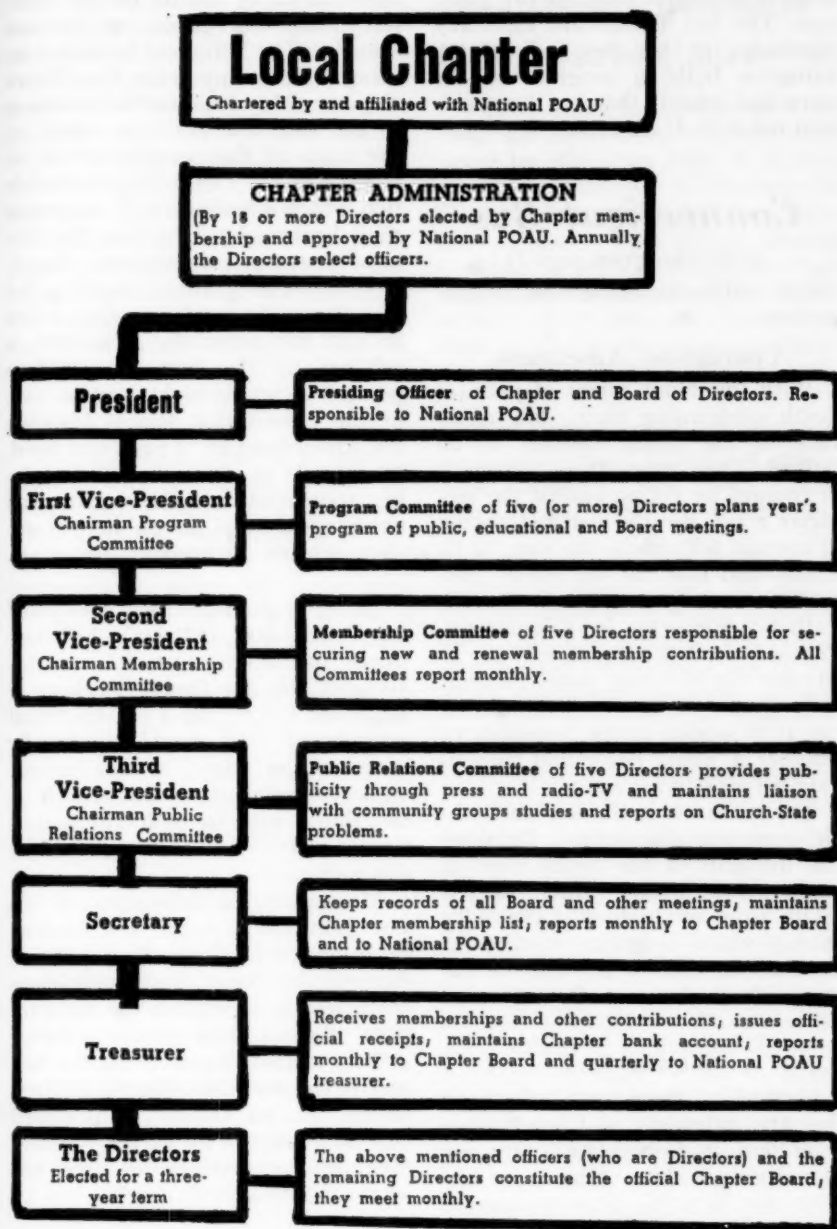 Local Chapter
Chartered by and affiliated with National POAU
CHAPTER ADMINISTRATION
(By 18 or more Directors elected by Chapter mem-
bership and approved by National POAU. Annually
the Directors select officers.
President
Presiding Officer of Chapter and Board of Directors. Re-
sponsible to National POAU.
First Vice-President
Chairman Program
Committee
Program Committee of five (or more) Directors plans year's
program of public, educational and Board meetings.
Second
Vice-President
Chairman Membership
Committee
Membership Committee of five Directors responsible for se-
curing new and renewal membership contributions. All
Committees report monthly.
Third
Vice-President
Chairman Public
Relations Committee
Public Relations Committee of five Directors provides pub-
licity through press and radio-TV and maintains liaison
with community groups studies and reports on Church-State
problems.
Secretary
Keeps records of all Board and other meetings; maintains
Chapter membership list; reports monthly to Chapter Board
and to National POAU.
Treasurer
Receives memberships and other contributions; issues offi-
cial receipts; maintains Chapter bank account; reports
monthly to Chapter Board and quarterly to National POAU
treasurer.
The Directors
Elected for a three-
year term
The above mentioned officers (who are Directors) and the
remaining Directors constitute the official Chapter Board;
they meet monthly.